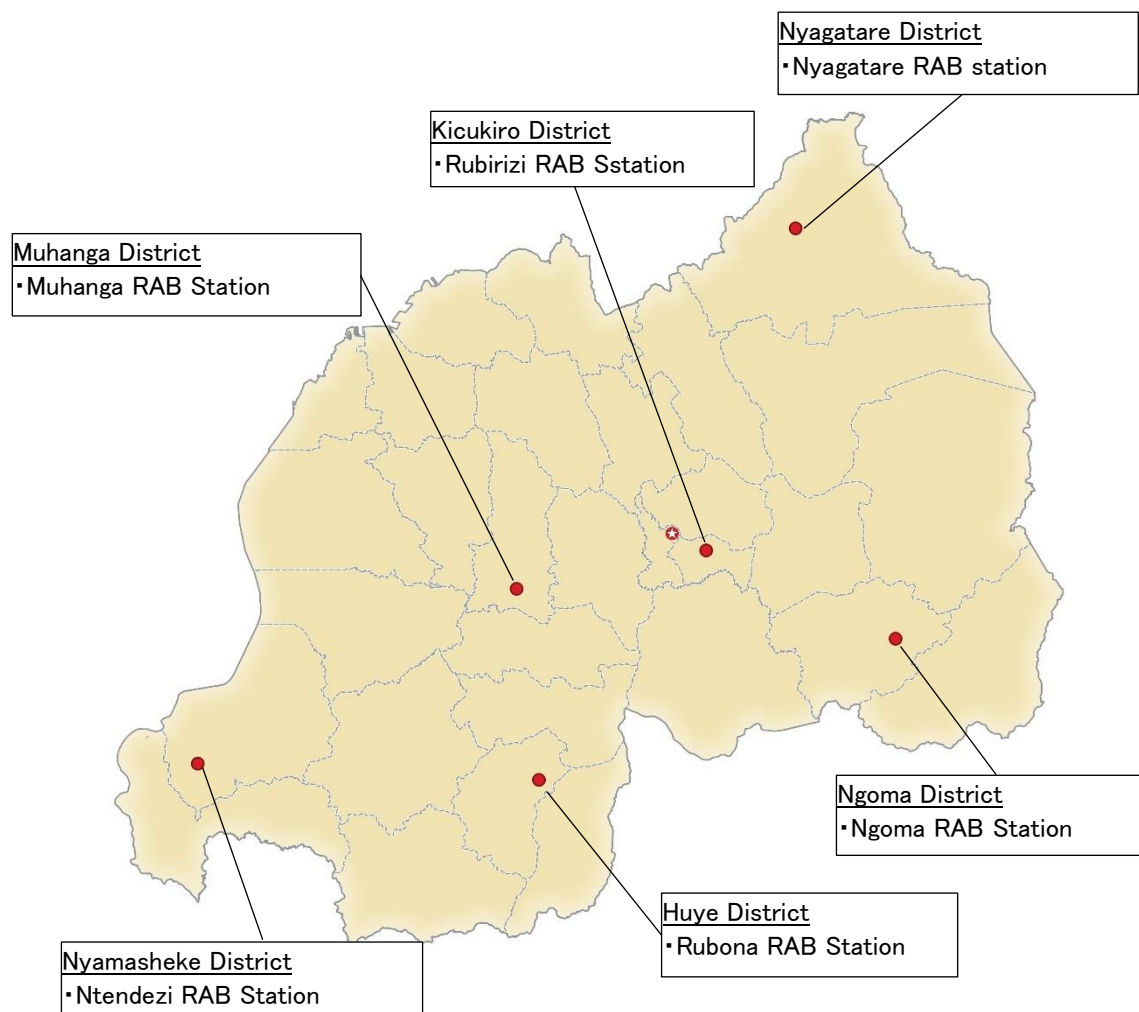 Nyagatare District
・Nyagatare RAB station
Kicukiro District
・Rubirizi RAB Sstation
Muhanga District
・Muhanga RAB Station
Ngoma District
・Ngoma RAB Station
Huye District
・Rubona RAB Station
Nyamasheke District
・Ntendezi RAB Station